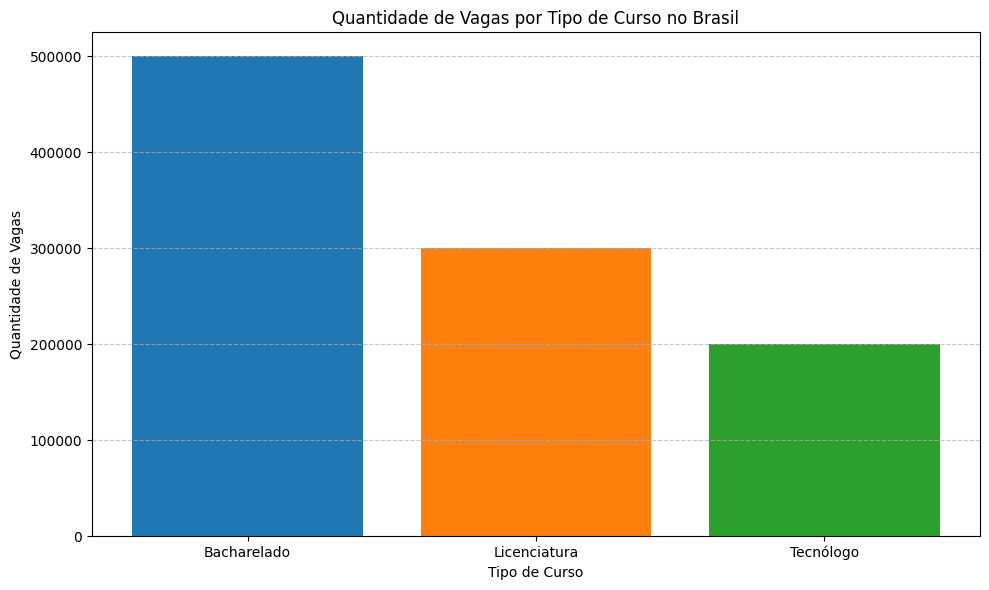 Quantidade de Vagas por Tipo de Curso no Brasil
Quantidade de Vagas
500000
400000
300000
200000
100000
0
Bacharelado
Licenciatura
Tecnólogo
Tipo de Curso